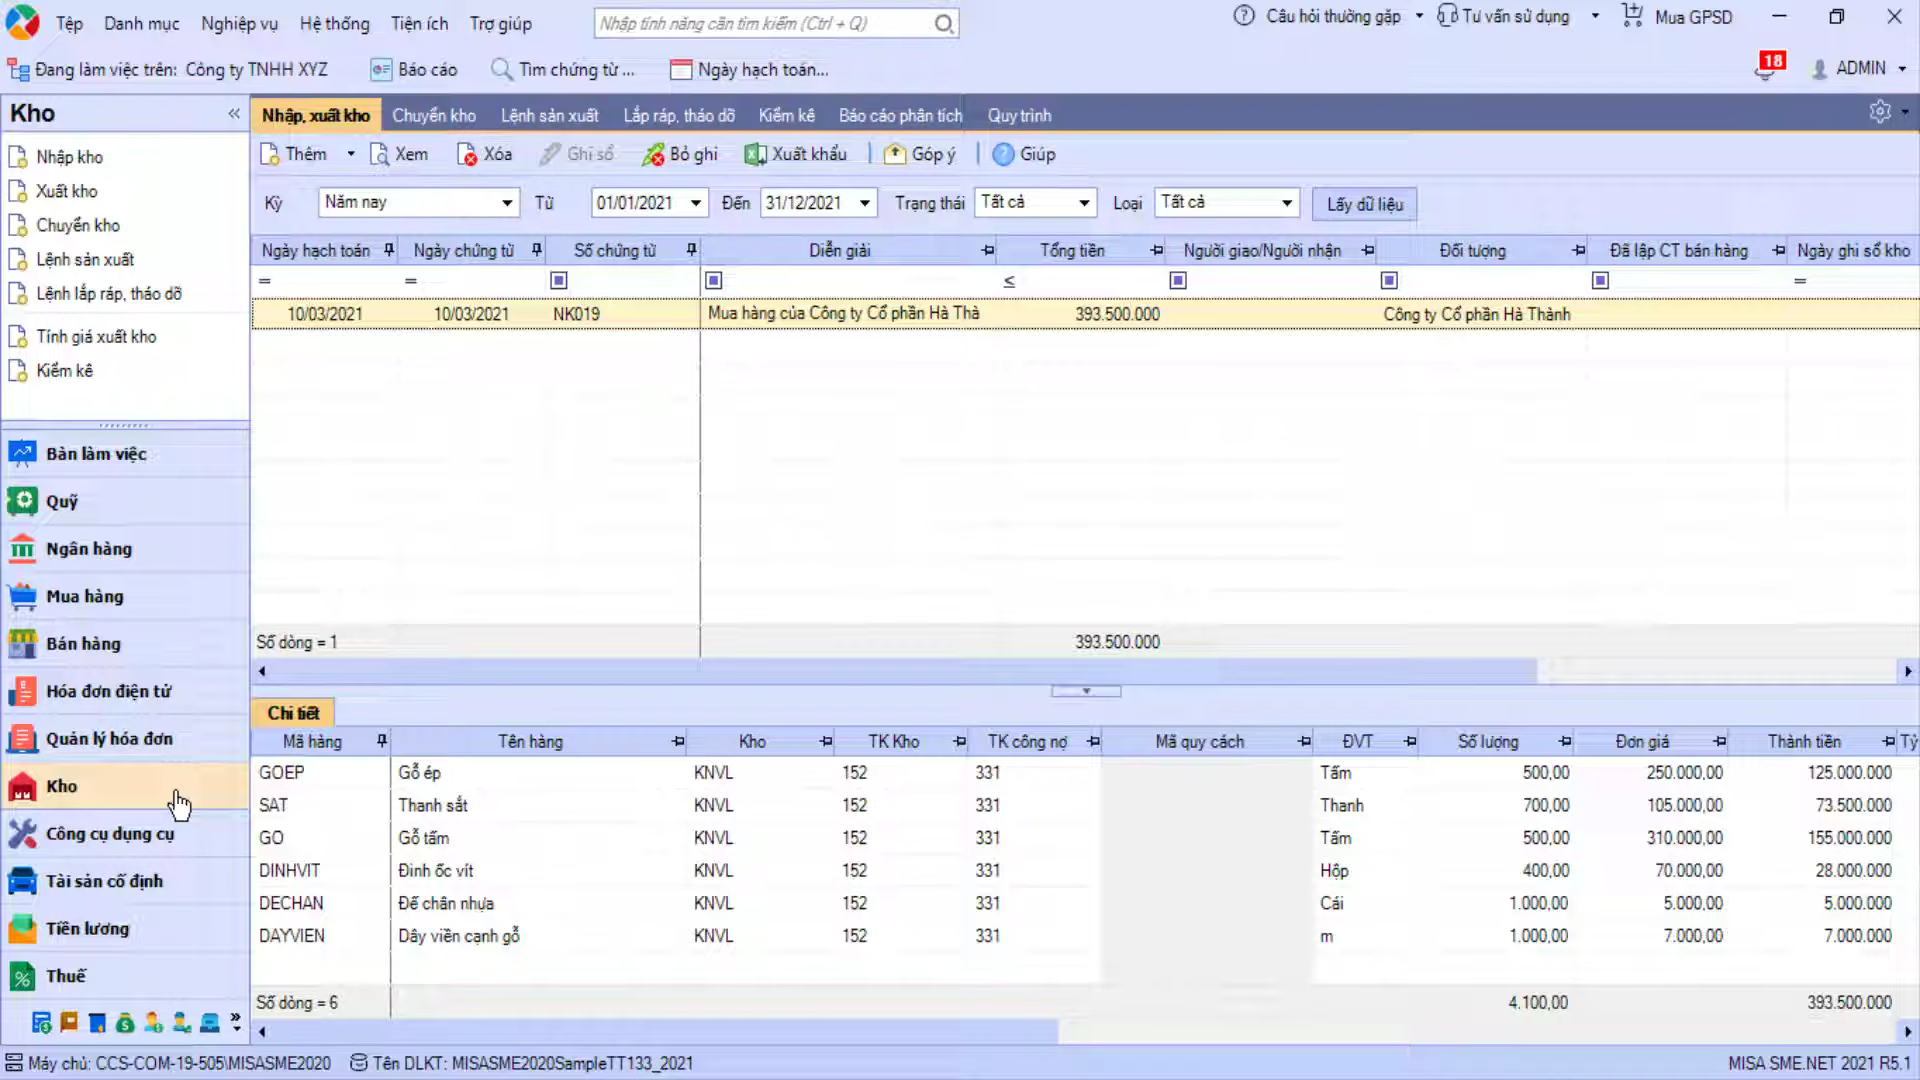 Tệp Danh mục Nghiệp vụ Hệ thống Tiện ích Trợ giúp Nhập tính năng cần tìm kiếm (Ctrl + Q) Câu hỏi thường gặp Tư vấn sử dụng Mua GPSD
Đang làm việc trên: Công ty TNHH XYZ Báo cáo Tìm chứng từ ... Ngày hạch toán... 18 ADMIN
Kho «
Nhập, xuất kho Chuyển kho Lệnh sản xuất Lắp ráp, tháo dỡ Kiểm kê Báo cáo phân tích Quy trình
Nhập kho
Xuất kho
Chuyển kho
Lệnh sản xuất
Lệnh lắp ráp, tháo dỡ
Tính giá xuất kho
Kiểm kê
Thêm Xem Xóa Ghi sổ Bỏ ghi Xuất khẩu Góp ý Giúp
Kỳ Năm nay Từ 01/01/2021 Đến 31/12/2021 Trạng thái Tất cả Loại Tất cả Lấy dữ liệu
Ngày hạch toán Ngày chứng từ Số chứng từ Diễn giải Tổng tiền Người giao/Người nhận Đối tượng Đã lập CT bán hàng Ngày ghi sổ kho
= = ≤ =
10/03/2021 10/03/2021 NK019 Mua hàng của Công ty Cổ phần Hà Thà 393.500.000 Công ty Cổ phần Hà Thành
Số dòng = 1 393.500.000
Bàn làm việc
Quỹ
Ngân hàng
Mua hàng
Bán hàng
Hóa đơn điện tử
Quản lý hóa đơn
Kho
Công cụ dụng cụ
Tài sản cố định
Tiền lương
Thuế
»
Chi tiết
Mã hàng Tên hàng Kho TK Kho TK công nợ Mã quy cách ĐVT Số lượng Đơn giá Thành tiền Tỷ
GOEP Gỗ ép KNVL 152 331 Tấm 500,00 250.000,00 125.000.000
SAT Thanh sắt KNVL 152 331 Thanh 700,00 105.000,00 73.500.000
GO Gỗ tấm KNVL 152 331 Tấm 500,00 310.000,00 155.000.000
DINHVIT Đinh ốc vít KNVL 152 331 Hộp 400,00 70.000,00 28.000.000
DECHAN Đế chân nhựa KNVL 152 331 Cái 1.000,00 5.000,00 5.000.000
DAYVIEN Dây viền cạnh gỗ KNVL 152 331 m 1.000,00 7.000,00 7.000.000
Số dòng = 6 4.100,00 393.500.000
Máy chủ: CCS-COM-19-505\MISASME2020 Tên DLKT: MISASME2020SampleTT133_2021 MISA SME.NET 2021 R5.1